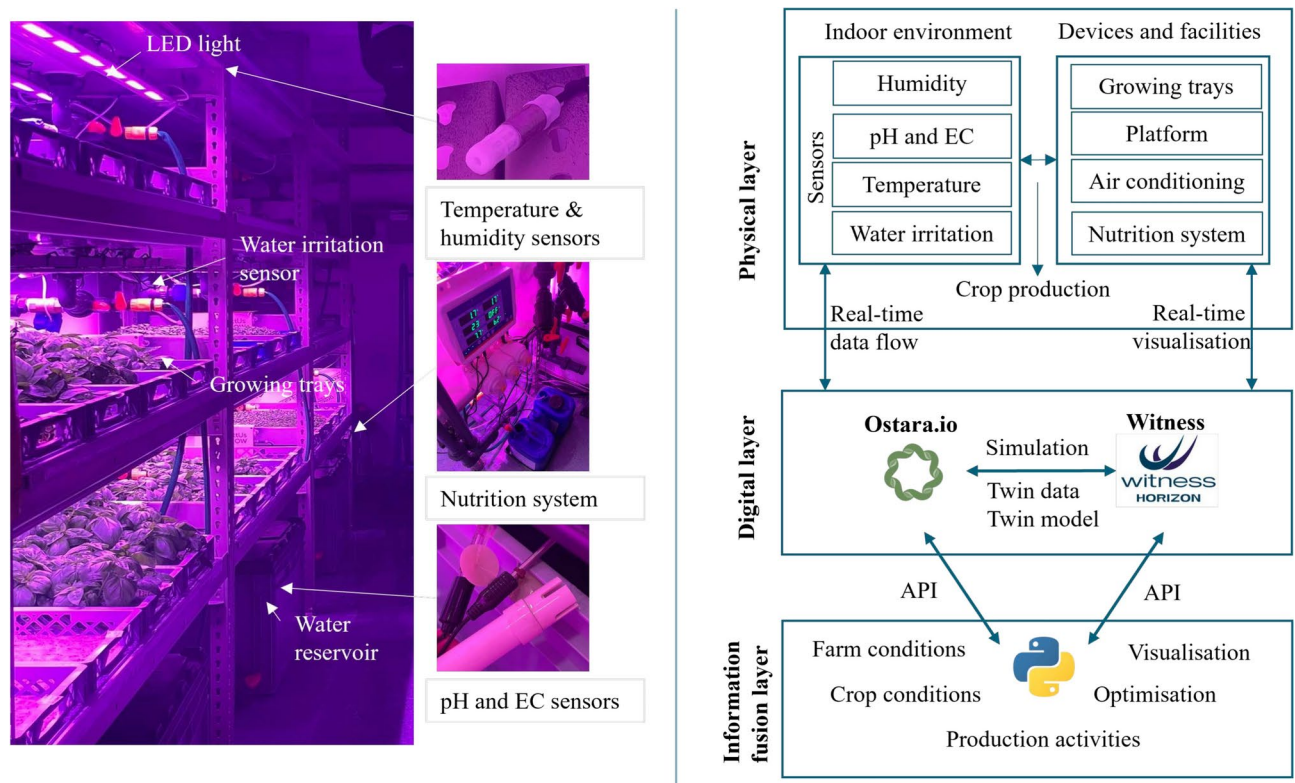 LED light
Water irritation
sensor
Growing trays
Water
reservoir
Temperature &
humidity sensors
Nutrition system
pH and EC sensors
Physical layer
Indoor environment
Devices and facilities
Sensors
Humidity
pH and EC
Temperature
Water irritation
Growing trays
Platform
Air conditioning
Nutrition system
Crop production
Real-time
data flow
Real-time
visualisation
Digital layer
Ostara.io
Witness
Simulation
Twin data
Twin model
witness
HORIZON
API
API
Information
fusion layer
Farm conditions
Visualisation
Crop conditions
Optimisation
Production activities